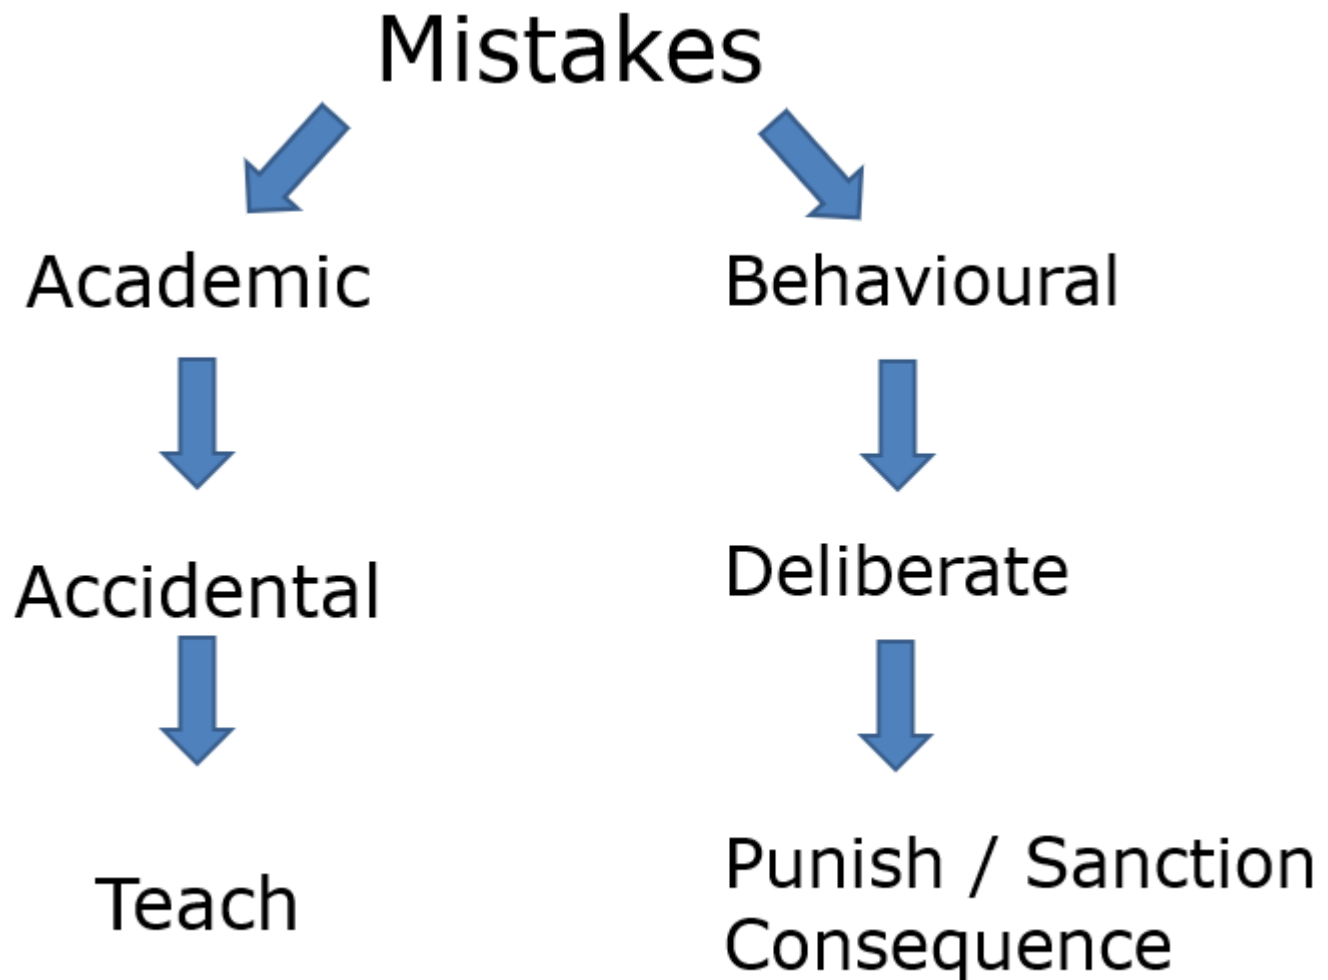 Mistakes
Academic
Behavioural
Accidental
Deliberate
Teach
Punish / Sanction
Consequence